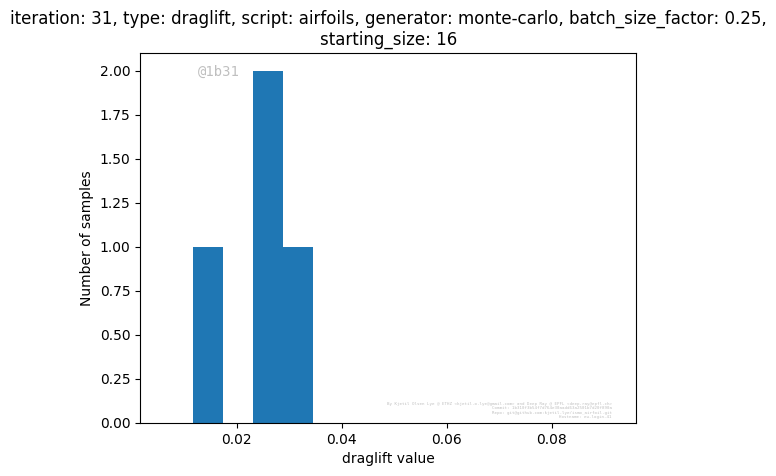 iteration: 31, type: draglift, script: airfoils, generator: monte-carlo, batch_size_factor: 0.25,
starting_size: 16
@1b31
2.00
1.75
1.50
1.25
1.00
0.75
0.50
0.25
0.00
Number of samples
0.02 0.04 0.06 0.08
draglift value